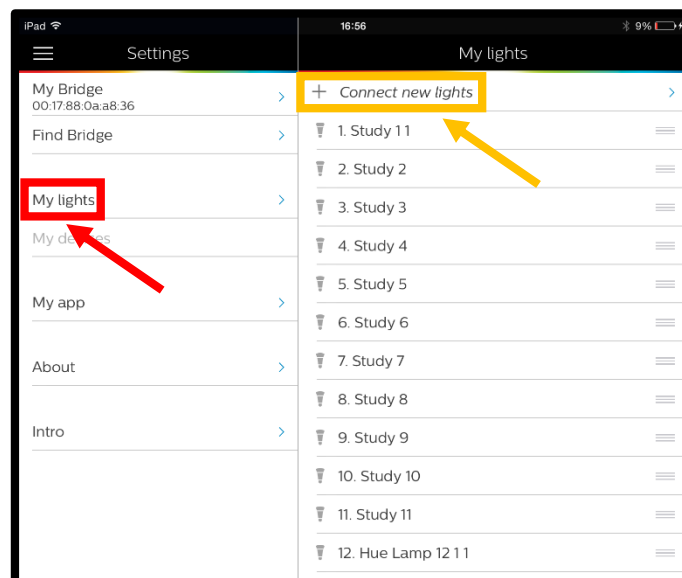 iPad
16:56
9%
Settings
My lights
My Bridge
00:17:88:0a:a8:36
Find Bridge
My lights
My devices
My app
About
Intro
+ Connect new lights
1. Study 1 1
2. Study 2
3. Study 3
4. Study 4
5. Study 5
6. Study 6
7. Study 7
8. Study 8
9. Study 9
10. Study 10
11. Study 11
12. Hue Lamp 12 1 1